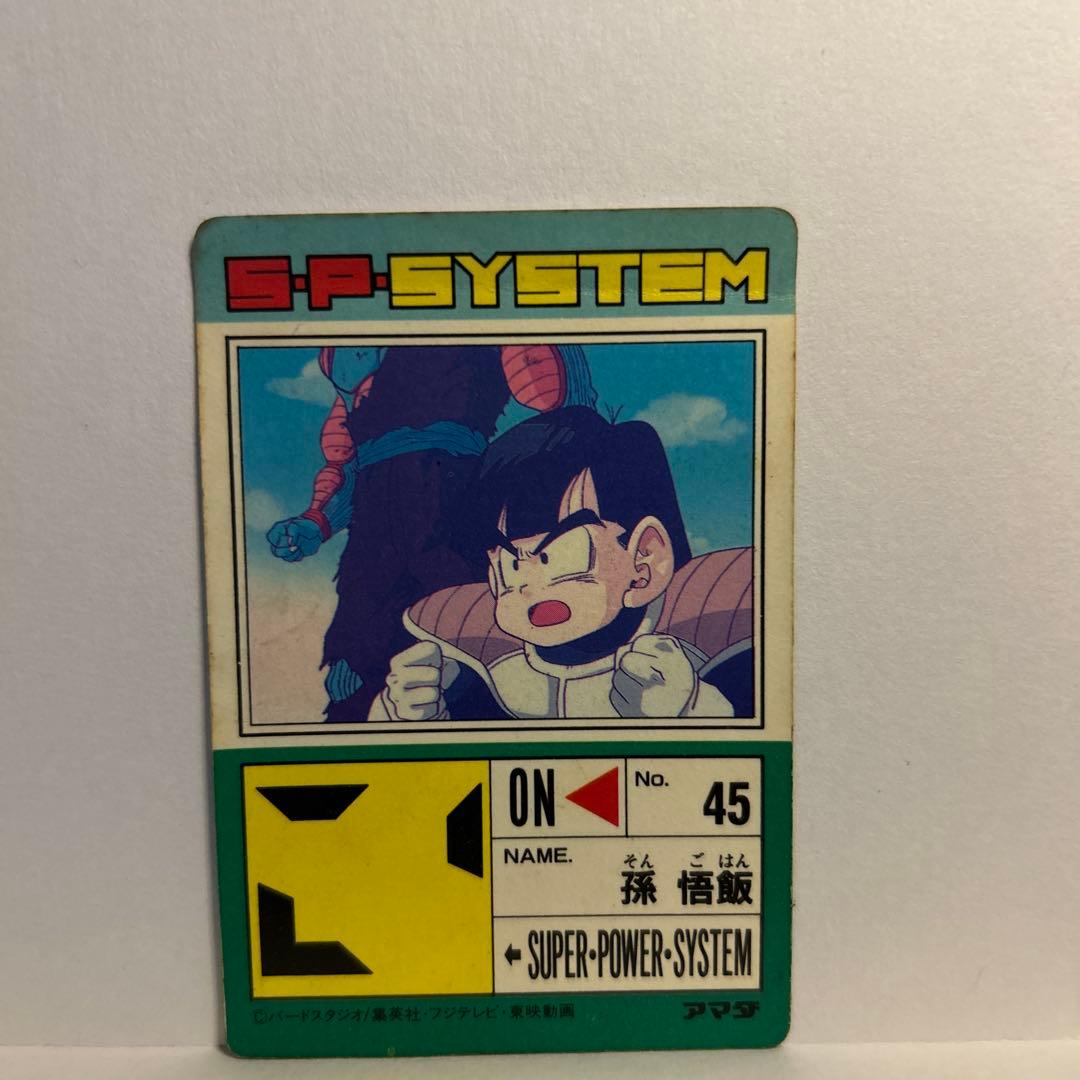 S·P·SYSTEM
ON
No.
45
NAME.
そん ご はん
孫 悟飯
←SUPER·POWER·SYSTEM
©バードスタジオ/集英社·フジテレビ·東映動画
アマダ